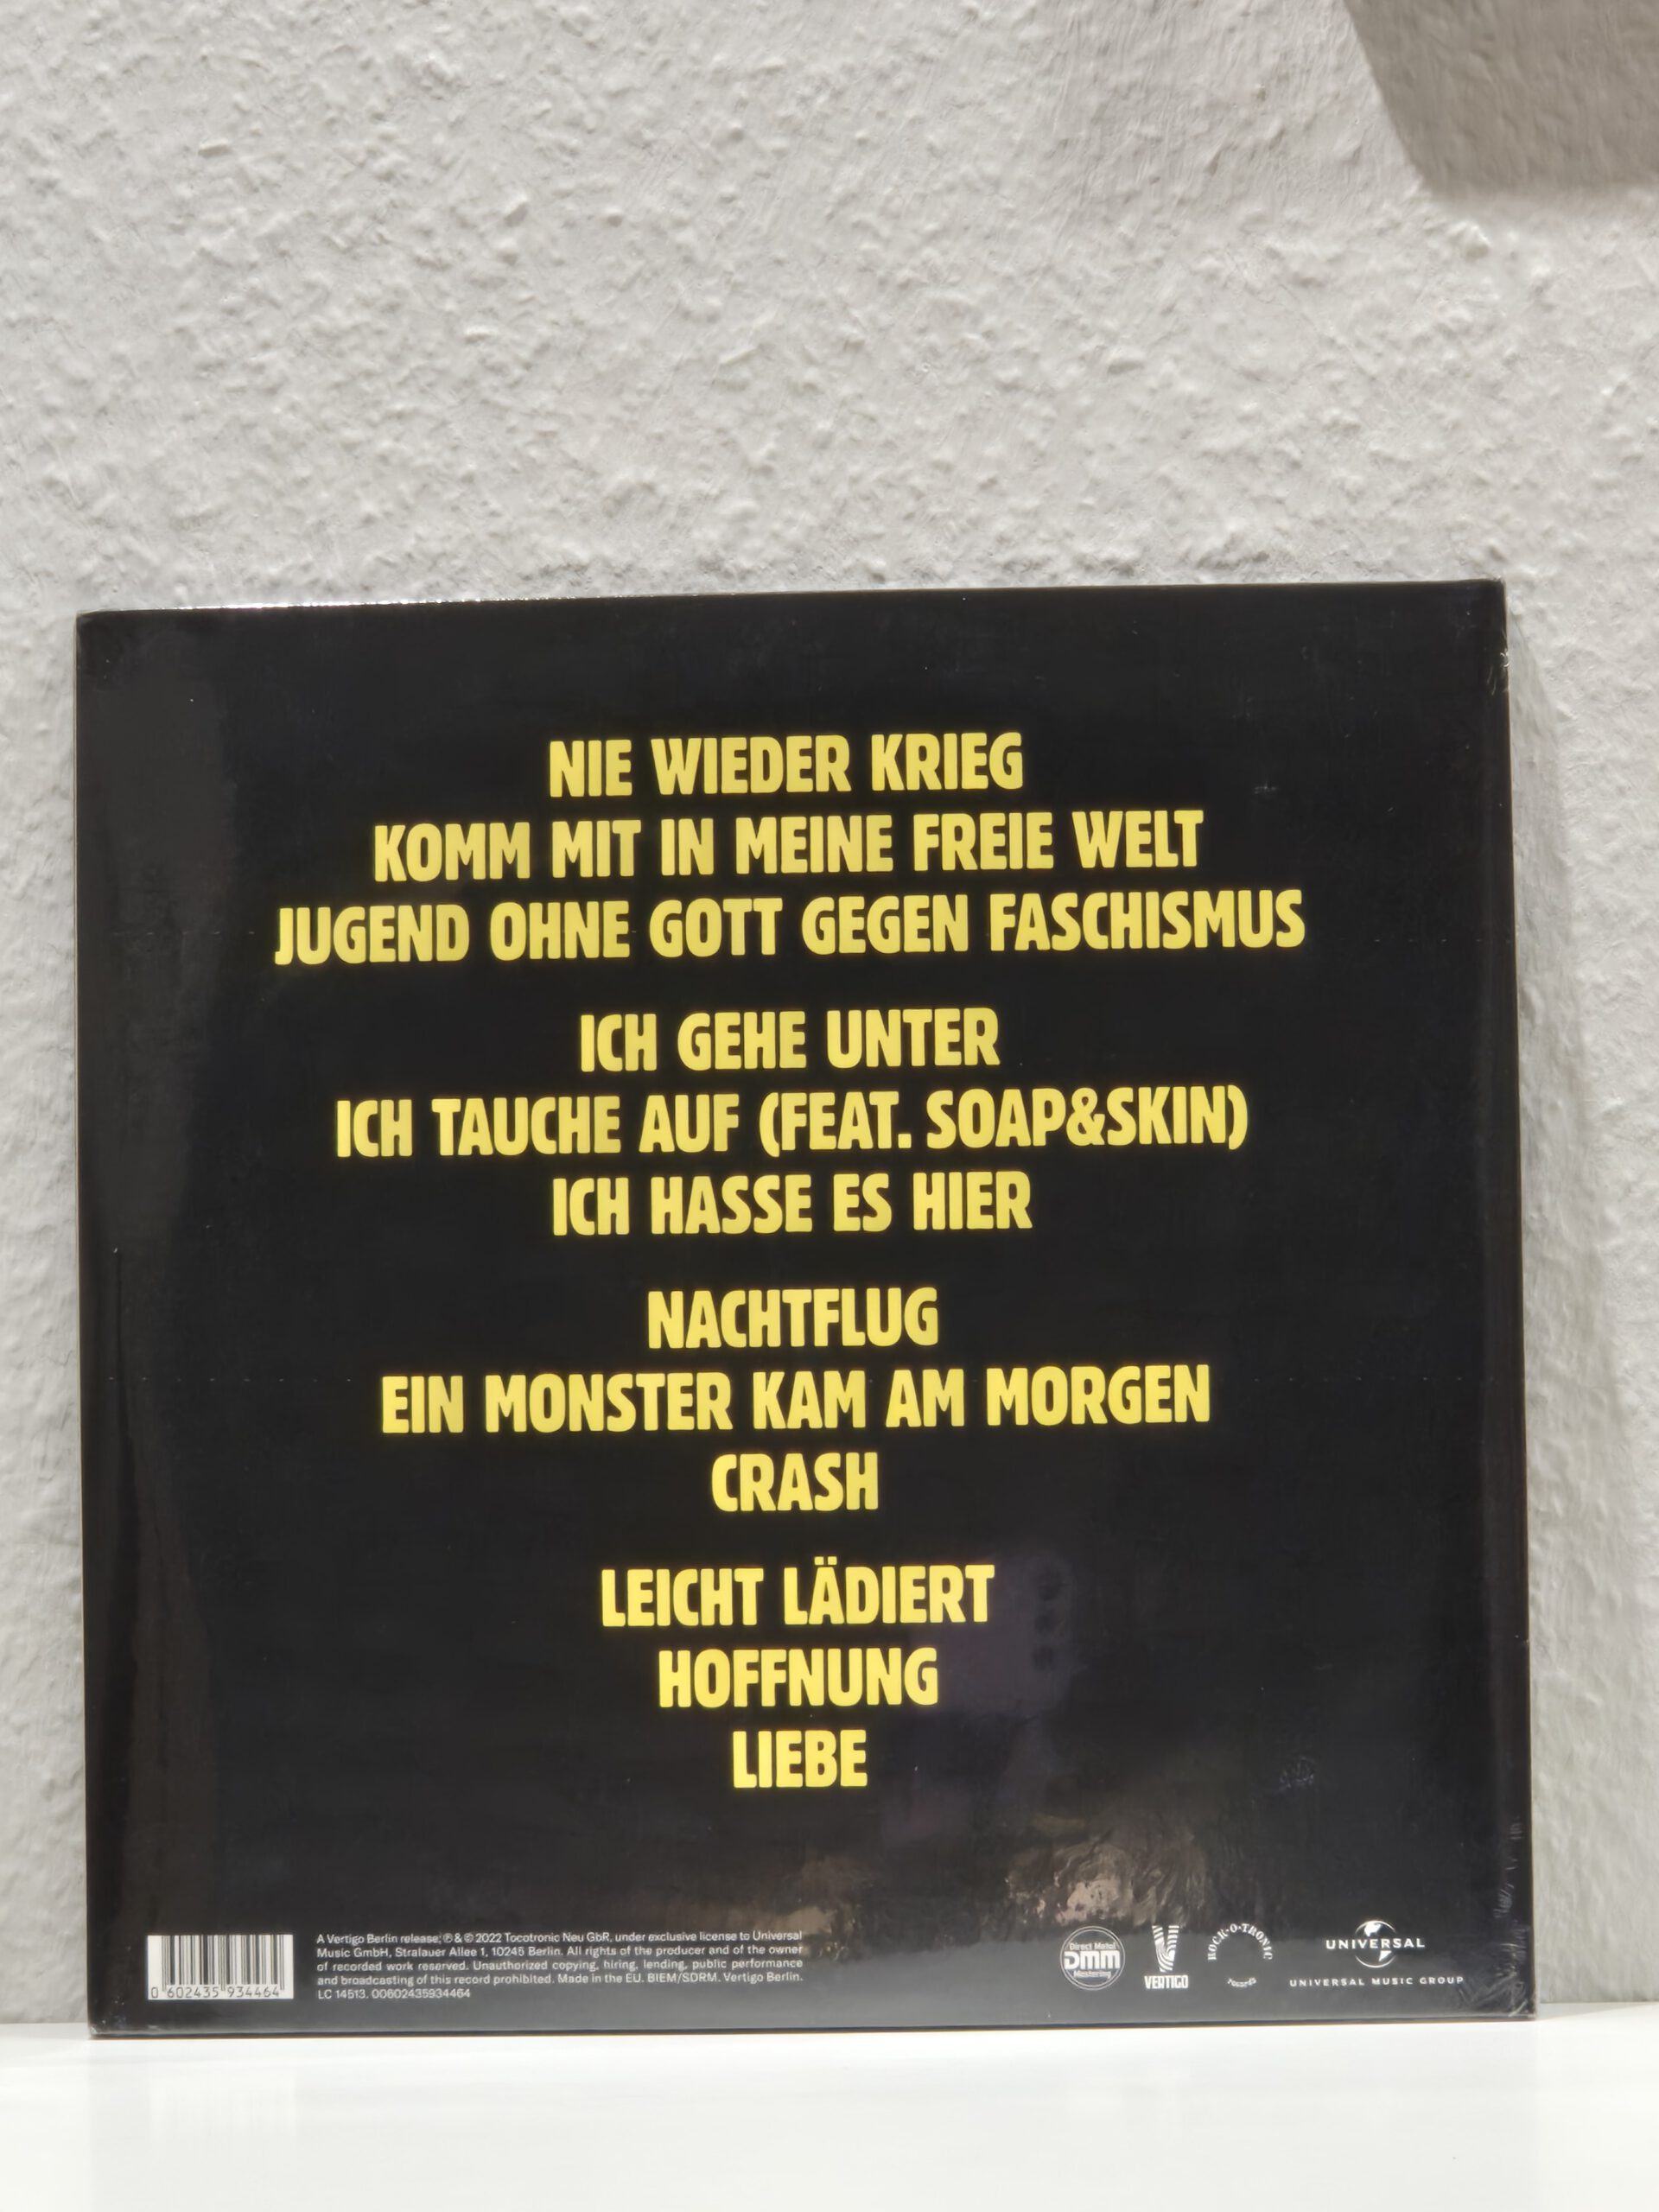 NIE WIEDER KRIEG
KOMM MIT IN MEINE FREIE WELT
JUGEND OHNE GOTT GEGEN FASCHISMUS
ICH GEHE UNTER
ICH TAUCHE AUF (FEAT. SOAP&SKIN)
ICH HASSE ES HIER
NACHTFLUG
EIN MONSTER KAM AM MORGEN
CRASH
LEICHT LÄDIERT
HOFFNUNG
LIEBE
0 602435 934464
A Vertigo Berlin release; ℗ & © 2022 Tocotronic Neu GbR, under exclusive license to Universal
Music GmbH, Stralauer Allee 1, 10245 Berlin. All rights of the producer and of the owner
of recorded work reserved. Unauthorized copying, hiring, lending, public performance
and broadcasting of this record prohibited. Made in the EU. BIEM/SDRM. Vertigo Berlin.
LC 14513. 00602435934464
Direct Metal
DMM
Mastering
VERTIGO
ROCK-O-TRONIC
UNIVERSAL
UNIVERSAL MUSIC GROUP